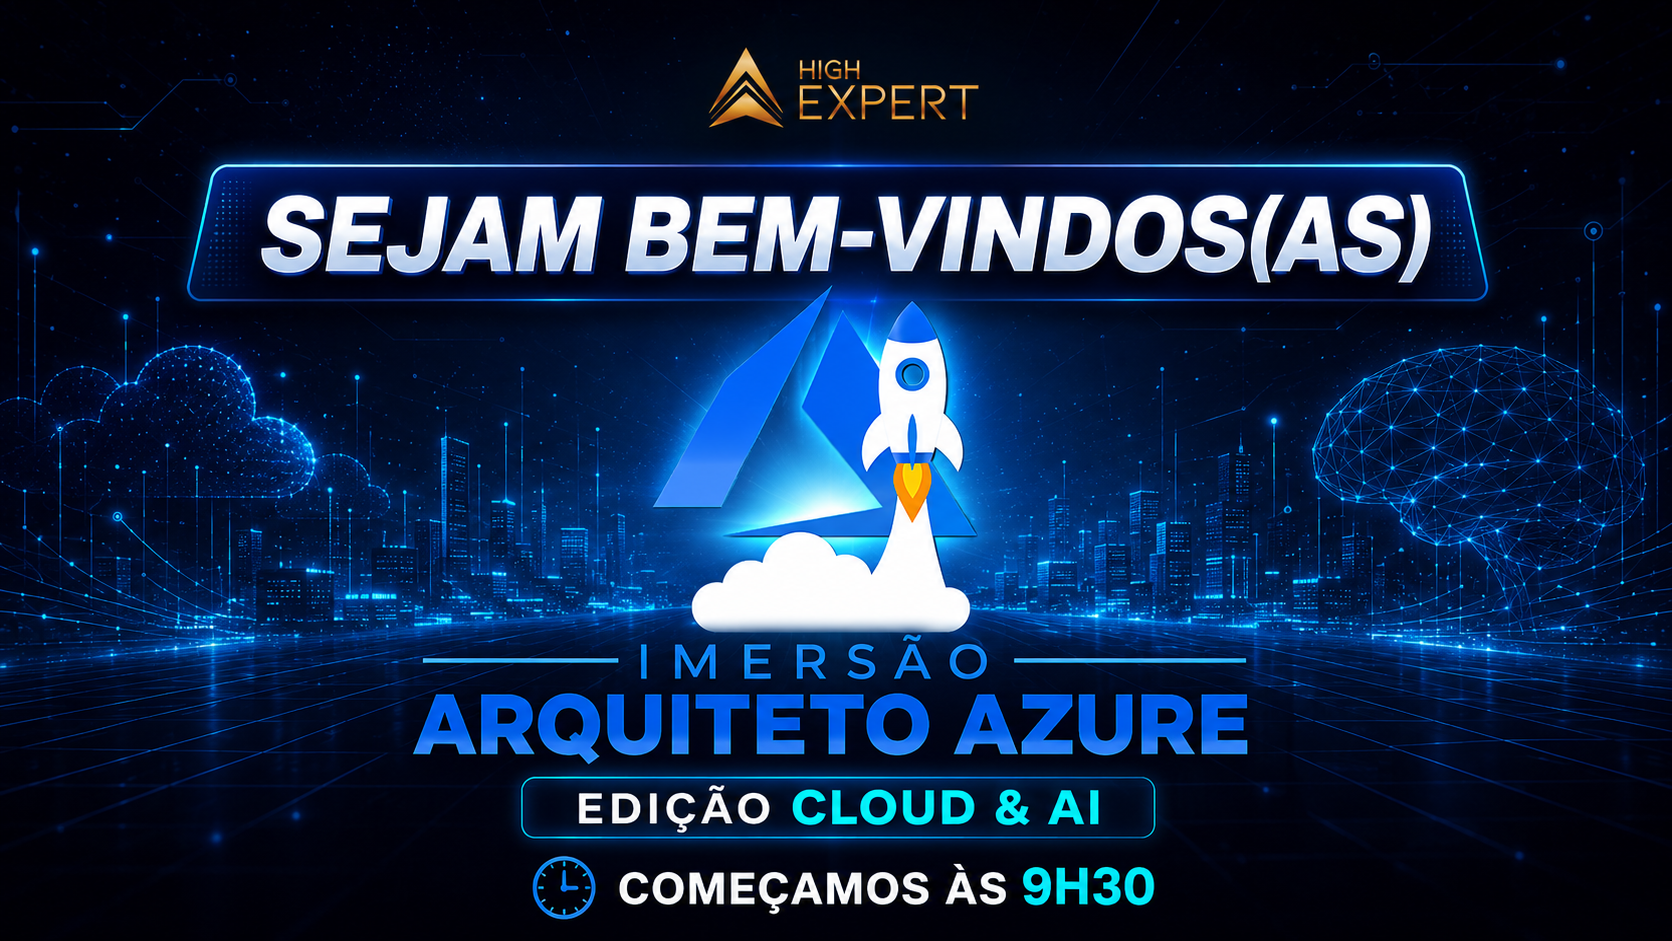 HIGH
EXPERT
SEJAM BEM-VINDOS(AS)
IMERSÃO
ARQUITETO AZURE
EDIÇÃO CLOUD & AI
COMEÇAMOS ÀS 9H30